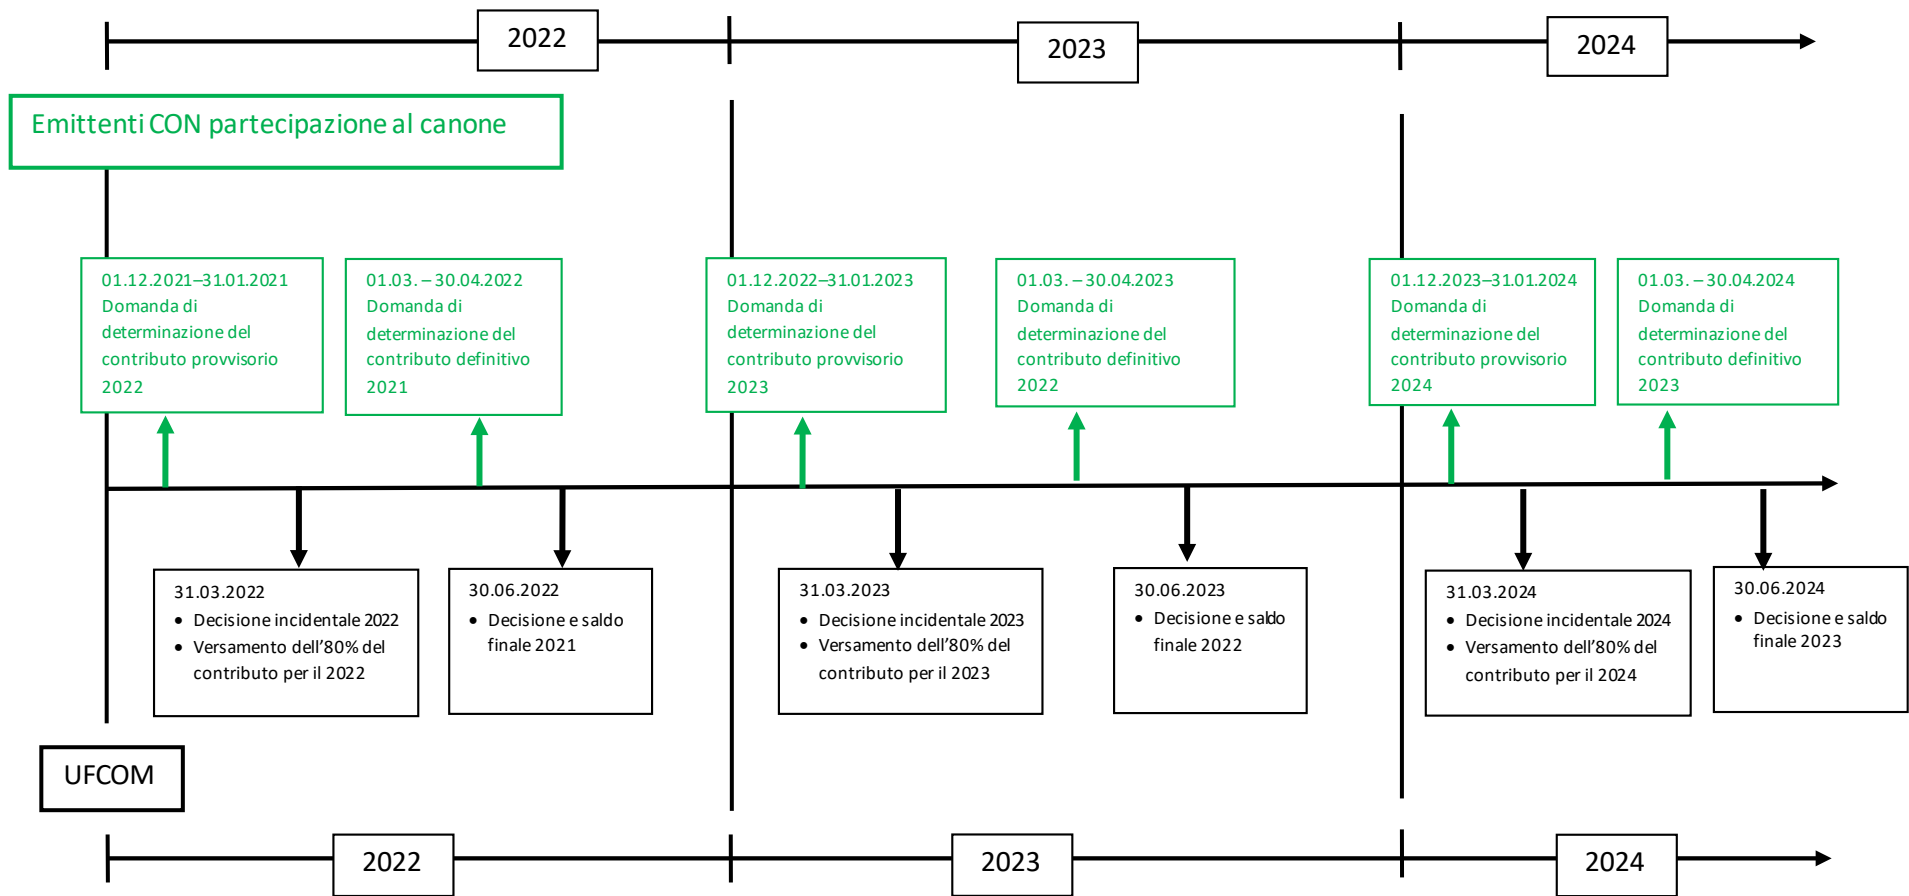 2022
2023
2024
Emittenti CON partecipazione al canone
01.12.2021–31.01.2021
Domanda di
determinazione del
contributo provvisorio
2022
01.03. – 30.04.2022
Domanda di
determinazione del
contributo definitivo
2021
01.12.2022–31.01.2023
Domanda di
determinazione del
contributo provvisorio
2023
01.03. – 30.04.2023
Domanda di
determinazione del
contributo definitivo
2022
01.12.2023–31.01.2024
Domanda di
determinazione del
contributo provvisorio
2024
01.03. – 30.04.2024
Domanda di
determinazione del
contributo definitivo
2023
31.03.2022
• Decisione incidentale 2022
• Versamento dell’80% del
contributo per il 2022
30.06.2022
• Decisione e saldo
finale 2021
31.03.2023
• Decisione incidentale 2023
• Versamento dell’80% del
contributo per il 2023
30.06.2023
• Decisione e saldo
finale 2022
31.03.2024
• Decisione incidentale 2024
• Versamento dell’80% del
contributo per il 2024
30.06.2024
• Decisione e saldo
finale 2023
UFCOM
2022
2023
2024